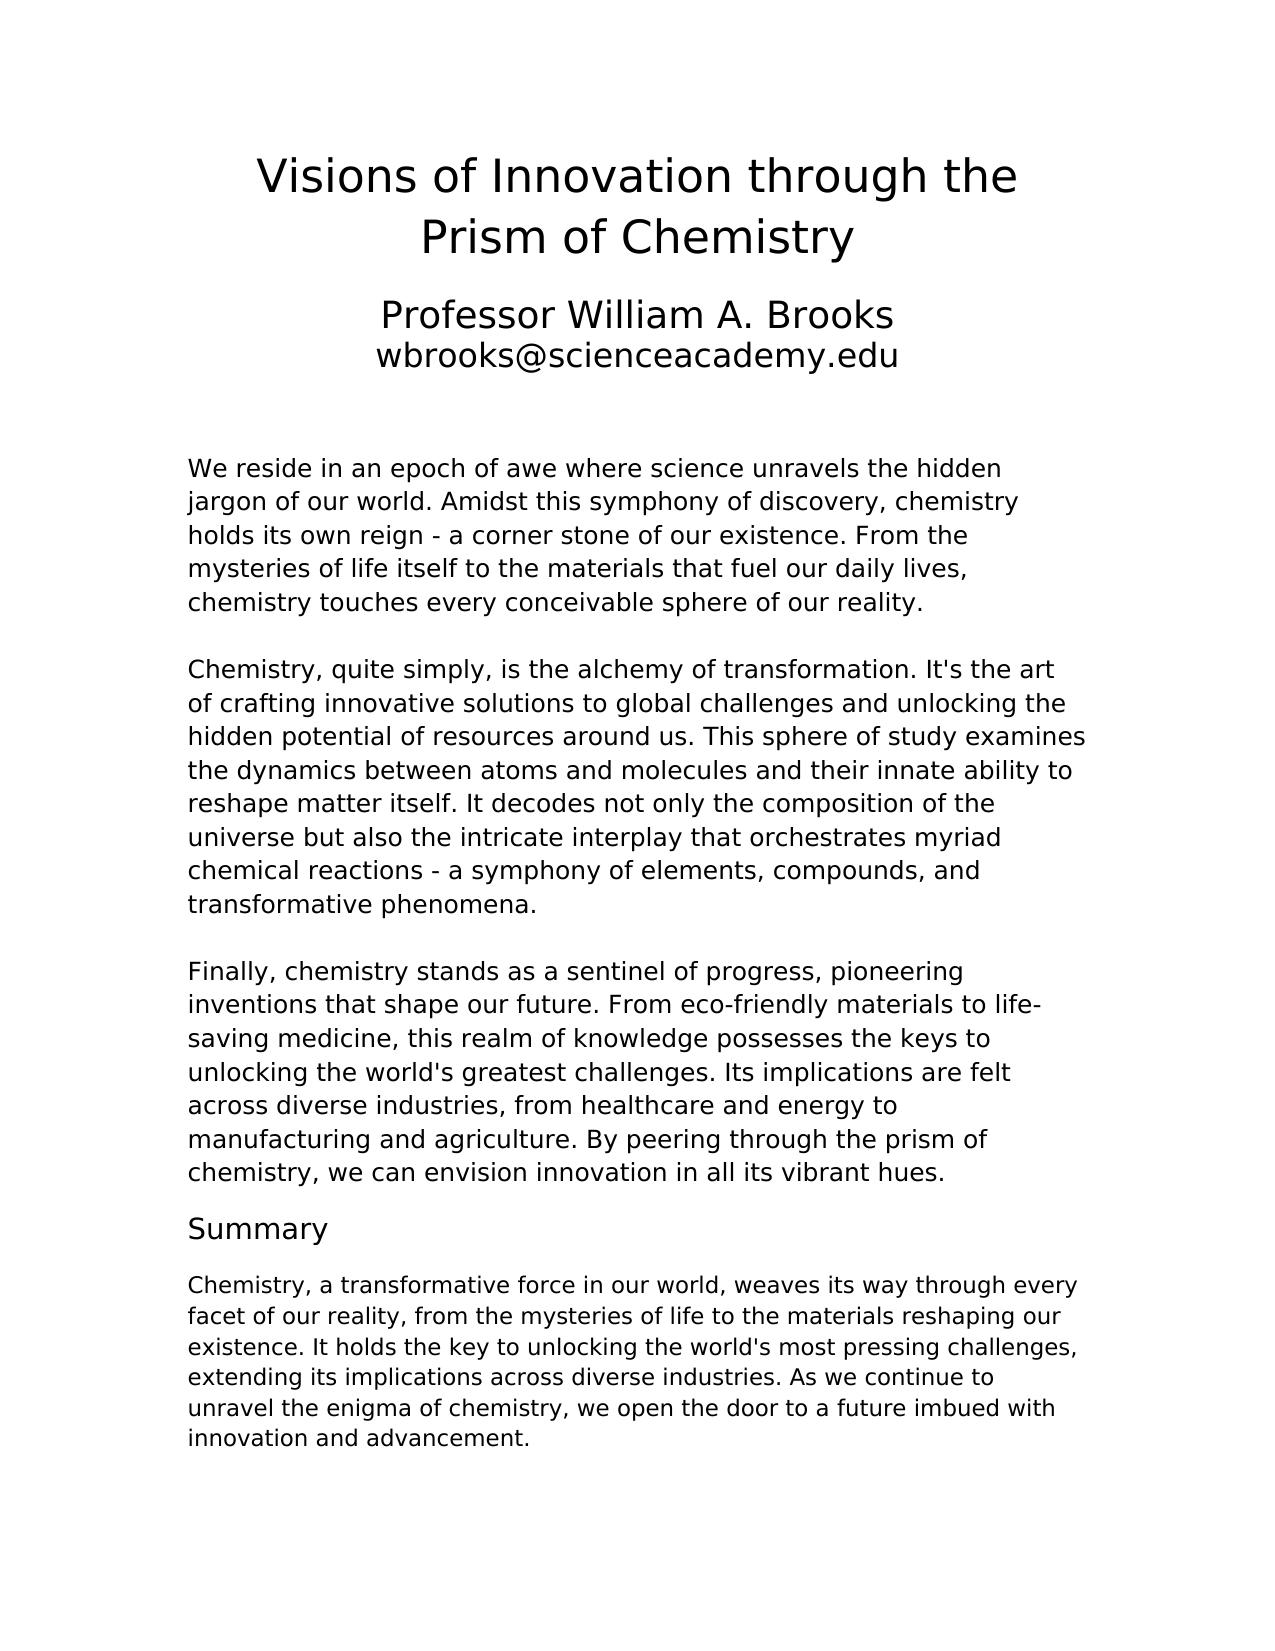 Visions of Innovation through the
Prism of Chemistry
Professor William A. Brooks
wbrooks@scienceacademy.edu
We reside in an epoch of awe where science unravels the hidden
jargon of our world. Amidst this symphony of discovery, chemistry
holds its own reign - a corner stone of our existence. From the
mysteries of life itself to the materials that fuel our daily lives,
chemistry touches every conceivable sphere of our reality.
Chemistry, quite simply, is the alchemy of transformation. It's the art
of crafting innovative solutions to global challenges and unlocking the
hidden potential of resources around us. This sphere of study examines
the dynamics between atoms and molecules and their innate ability to
reshape matter itself. It decodes not only the composition of the
universe but also the intricate interplay that orchestrates myriad
chemical reactions - a symphony of elements, compounds, and
transformative phenomena.
Finally, chemistry stands as a sentinel of progress, pioneering
inventions that shape our future. From eco-friendly materials to life-
saving medicine, this realm of knowledge possesses the keys to
unlocking the world's greatest challenges. Its implications are felt
across diverse industries, from healthcare and energy to
manufacturing and agriculture. By peering through the prism of
chemistry, we can envision innovation in all its vibrant hues.
Summary
Chemistry, a transformative force in our world, weaves its way through every
facet of our reality, from the mysteries of life to the materials reshaping our
existence. It holds the key to unlocking the world's most pressing challenges,
extending its implications across diverse industries. As we continue to
unravel the enigma of chemistry, we open the door to a future imbued with
innovation and advancement.